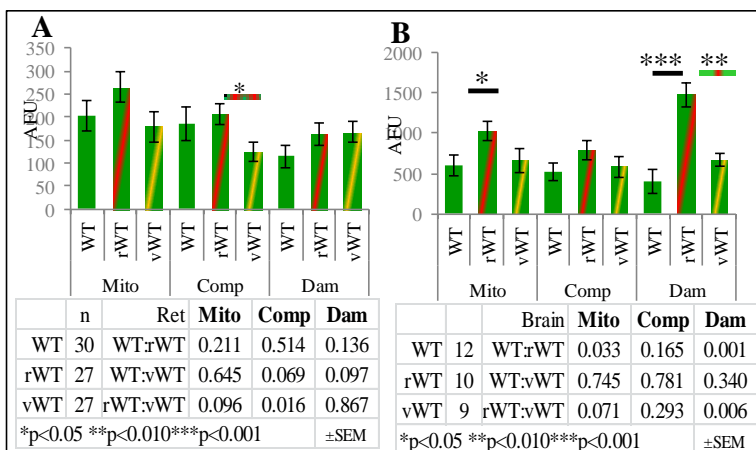 A
350
300
250
200
150
100
50
0
AFU
*
WT rWT vWT WT rWT vWT WT rWT vWT
Mito Comp Dam
n Ret Mito Comp Dam
WT 30 WT:rWT 0.211 0.514 0.136
rWT 27 WT:vWT 0.645 0.069 0.097
vWT 27 rWT:vWT 0.096 0.016 0.867
*p<0.05 **p<0.010***p<0.001 ±SEM
B
2000
1500
1000
500
0
AFU
* *** **
WT rWT vWT WT rWT vWT WT rWT vWT
Mito Comp Dam
Brain Mito Comp Dam
WT 12 WT:rWT 0.033 0.165 0.001
rWT 10 WT:vWT 0.745 0.781 0.340
vWT 9 rWT:vWT 0.071 0.293 0.006
*p<0.05 **p<0.010***p<0.001 ±SEM